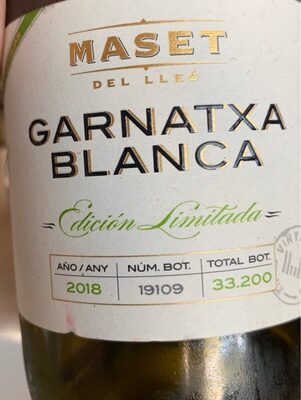 MASET
DEL LLEÓ
GARNATXA
BLANCA
Edición Limitada
AÑO/ANY NÚM. BOT. TOTAL BOT.
2018 19109 33.200